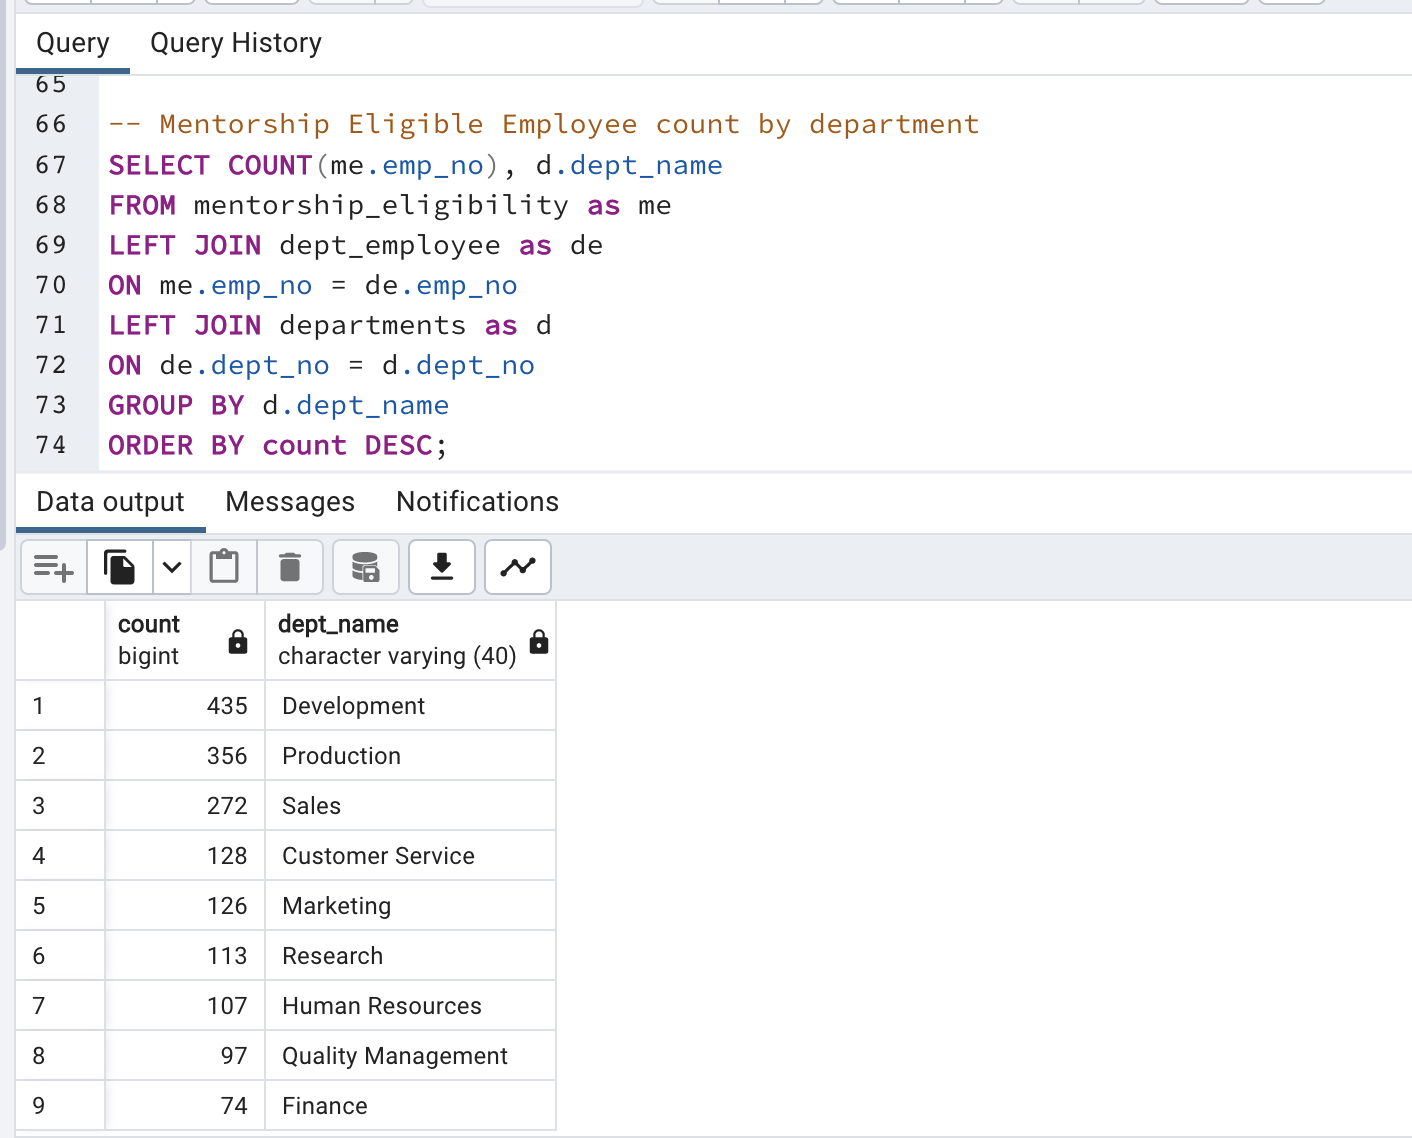 Query Query History
65
66 -- Mentorship Eligible Employee count by department
67 SELECT COUNT(me.emp_no), d.dept_name
68 FROM mentorship_eligibility as me
69 LEFT JOIN dept_employee as de
70 ON me.emp_no = de.emp_no
71 LEFT JOIN departments as d
72 ON de.dept_no = d.dept_no
73 GROUP BY d.dept_name
74 ORDER BY count DESC;
Data output Messages Notifications
count dept_name
bigint character varying (40)
1 435 Development
2 356 Production
3 272 Sales
4 128 Customer Service
5 126 Marketing
6 113 Research
7 107 Human Resources
8 97 Quality Management
9 74 Finance